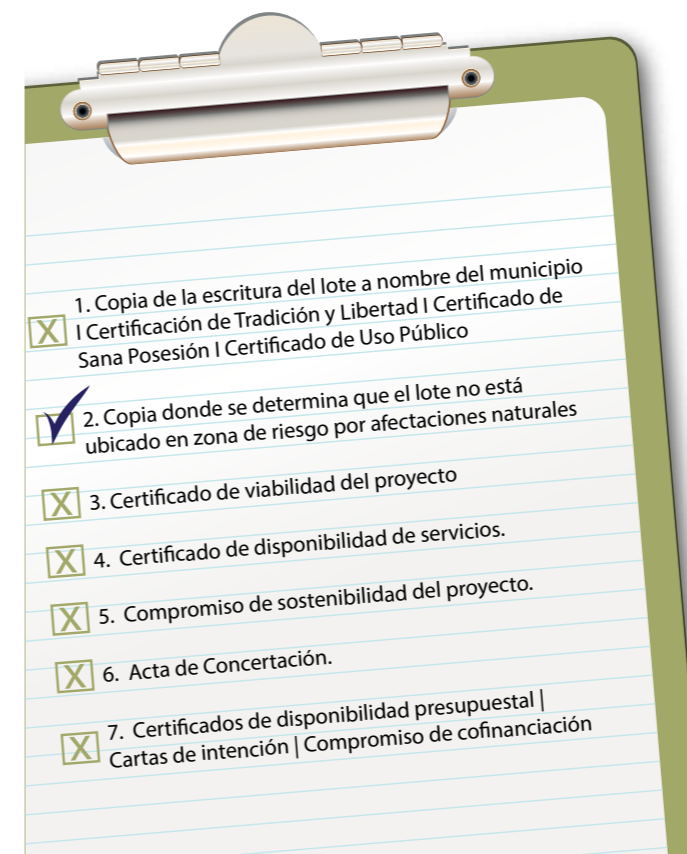 1. Copia de la escritura del lote a nombre del municipio
X I Certificación de Tradición y Libertad I Certificado de
Sana Posesión I Certificado de Uso Público
2. Copia donde se determina que el lote no está
ubicado en zona de riesgo por afectaciones naturales
X 3. Certificado de viabilidad del proyecto
X 4. Certificado de disponibilidad de servicios.
X 5. Compromiso de sostenibilidad del proyecto.
X 6. Acta de Concertación.
X 7. Certificados de disponibilidad presupuestal |
Cartas de intención | Compromiso de cofinanciación